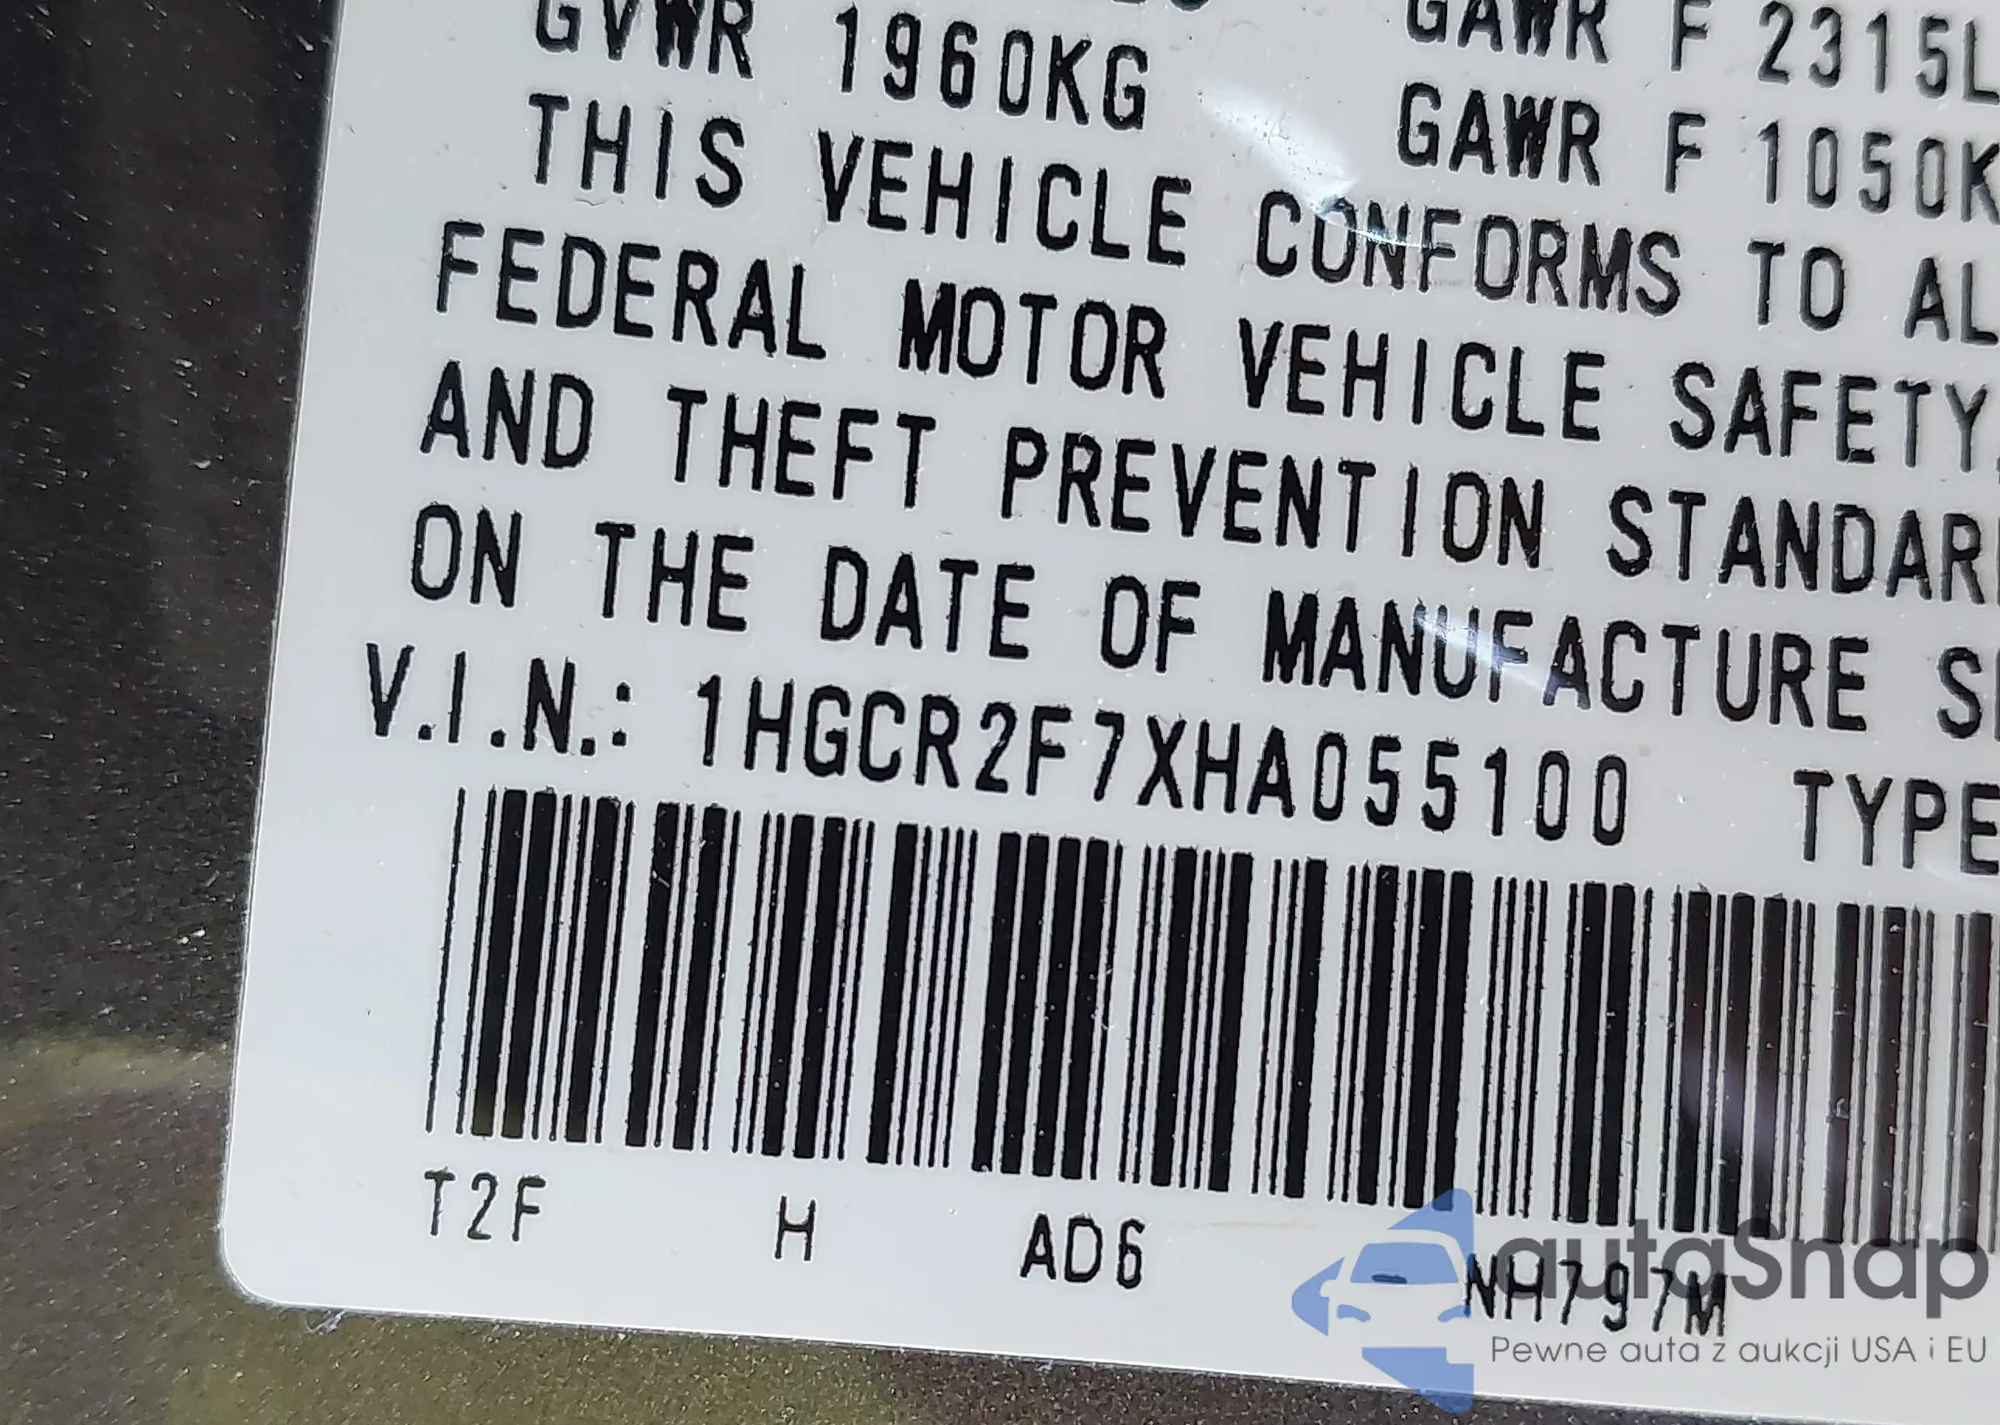 GAWR F 2315L
GVWR 1960KG GAWR F 1050K
THIS VEHICLE CONFORMS TO AL
FEDERAL MOTOR VEHICLE SAFETY,
AND THEFT PREVENTION STANDAR
ON THE DATE OF MANUFACTURE S
V.I.N.: 1HGCR2F7XHA055100 TYPE
T2F H AD6 - NH797M
autoSnap
Pewne auta z aukcji USA i EU